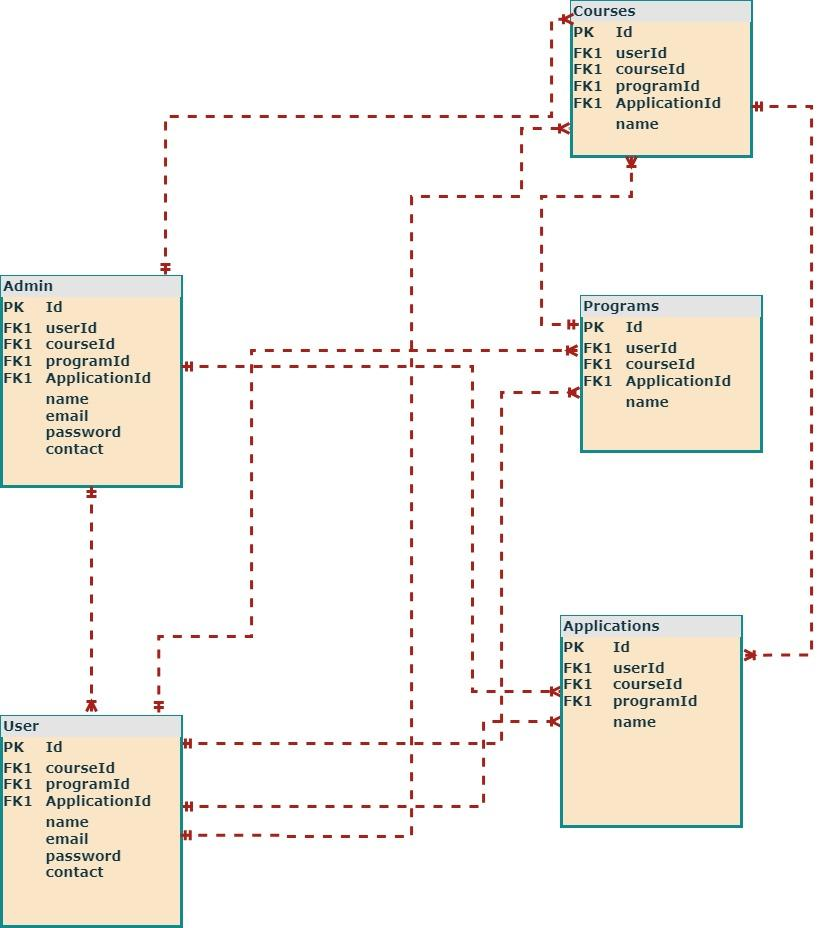 Courses
PK Id
FK1 userId
FK1 courseId
FK1 programId
FK1 ApplicationId
name
Admin
PK Id
FK1 userId
FK1 courseId
FK1 programId
FK1 ApplicationId
name
email
password
contact
Programs
PK Id
FK1 userId
FK1 courseId
FK1 ApplicationId
name
Applications
PK Id
FK1 userId
FK1 courseId
FK1 programId
name
User
PK Id
FK1 courseId
FK1 programId
FK1 ApplicationId
name
email
password
contact